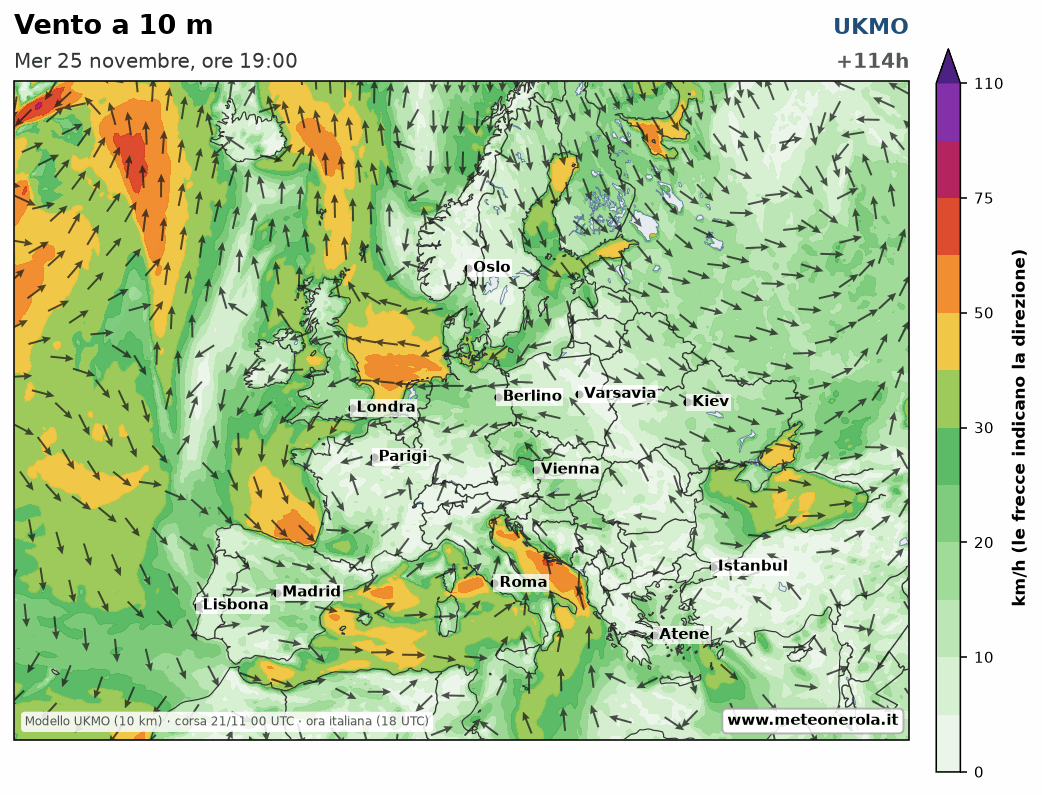 Vento a 10 m
UKMO
Mer 25 novembre, ore 19:00
+114h
110
75
50
30
20
10
0
km/h (le frecce indicano la direzione)
Oslo
Londra
Berlino
Varsavia
Kiev
Parigi
Vienna
Madrid
Lisbona
Roma
Istanbul
Atene
Modello UKMO (10 km) · corsa 21/11 00 UTC · ora italiana (18 UTC)
www.meteonerola.it